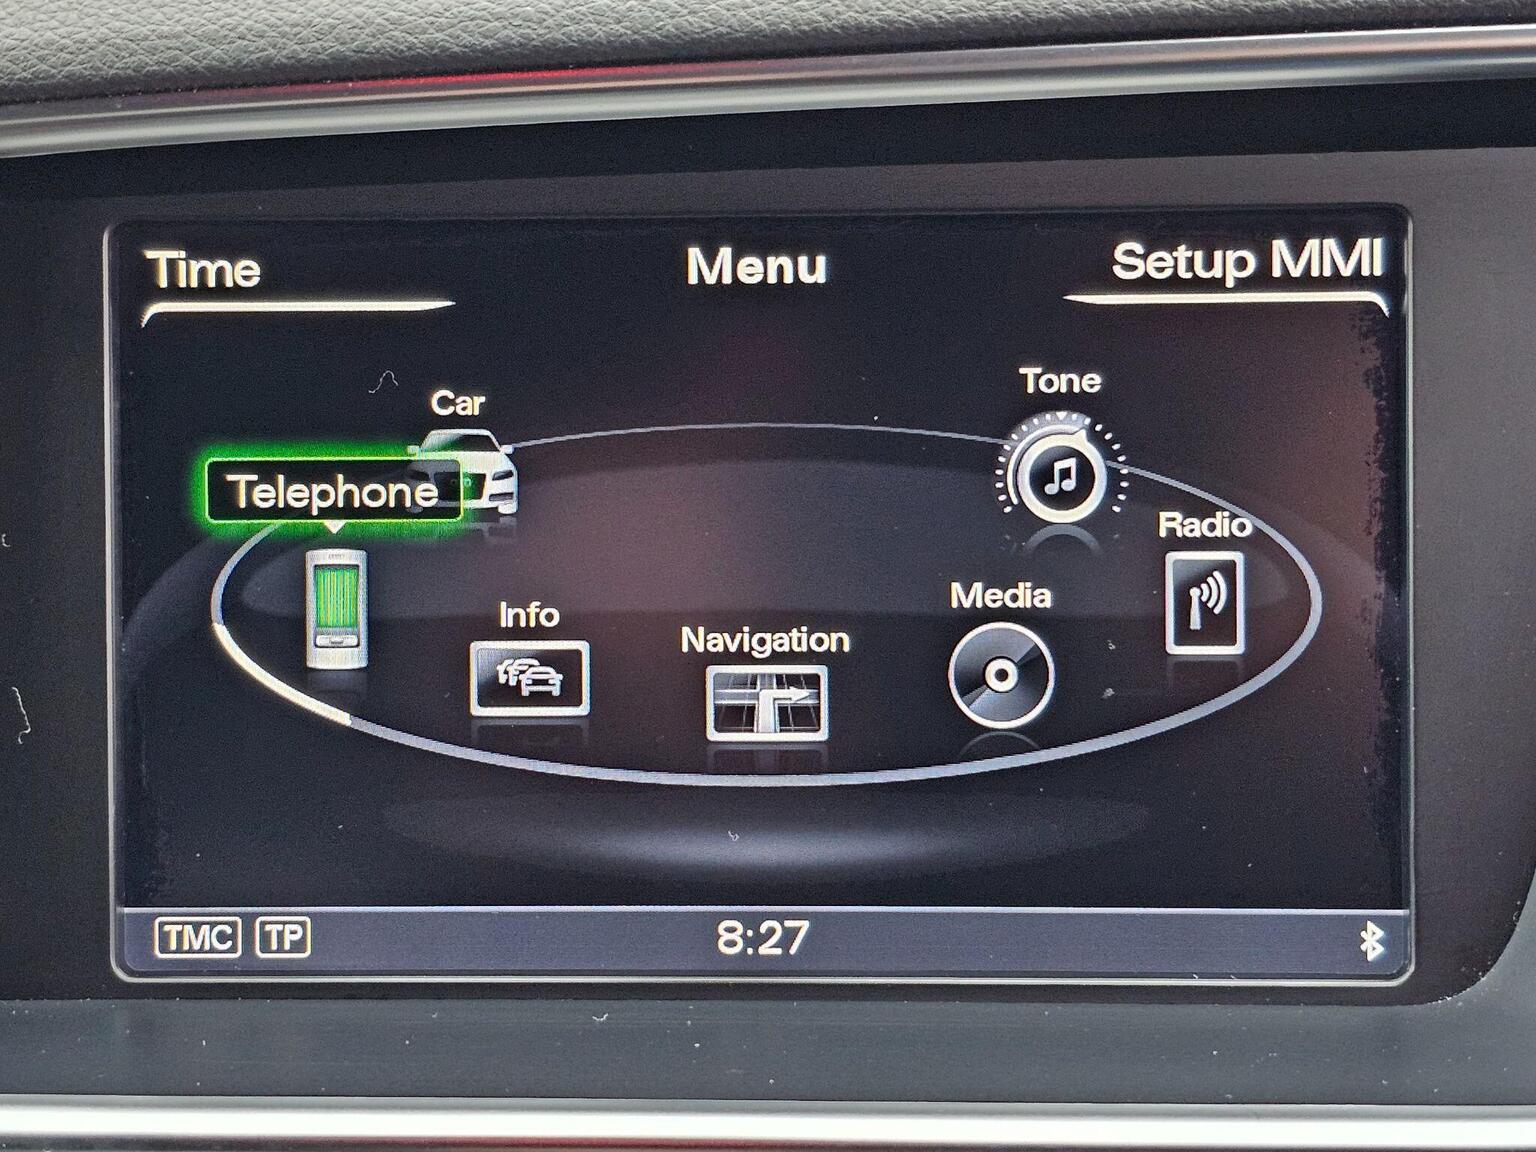 Time
Menu
Setup MMI
Car
Tone
Telephone
Radio
Info
Navigation
Media
TMC TP
8:27